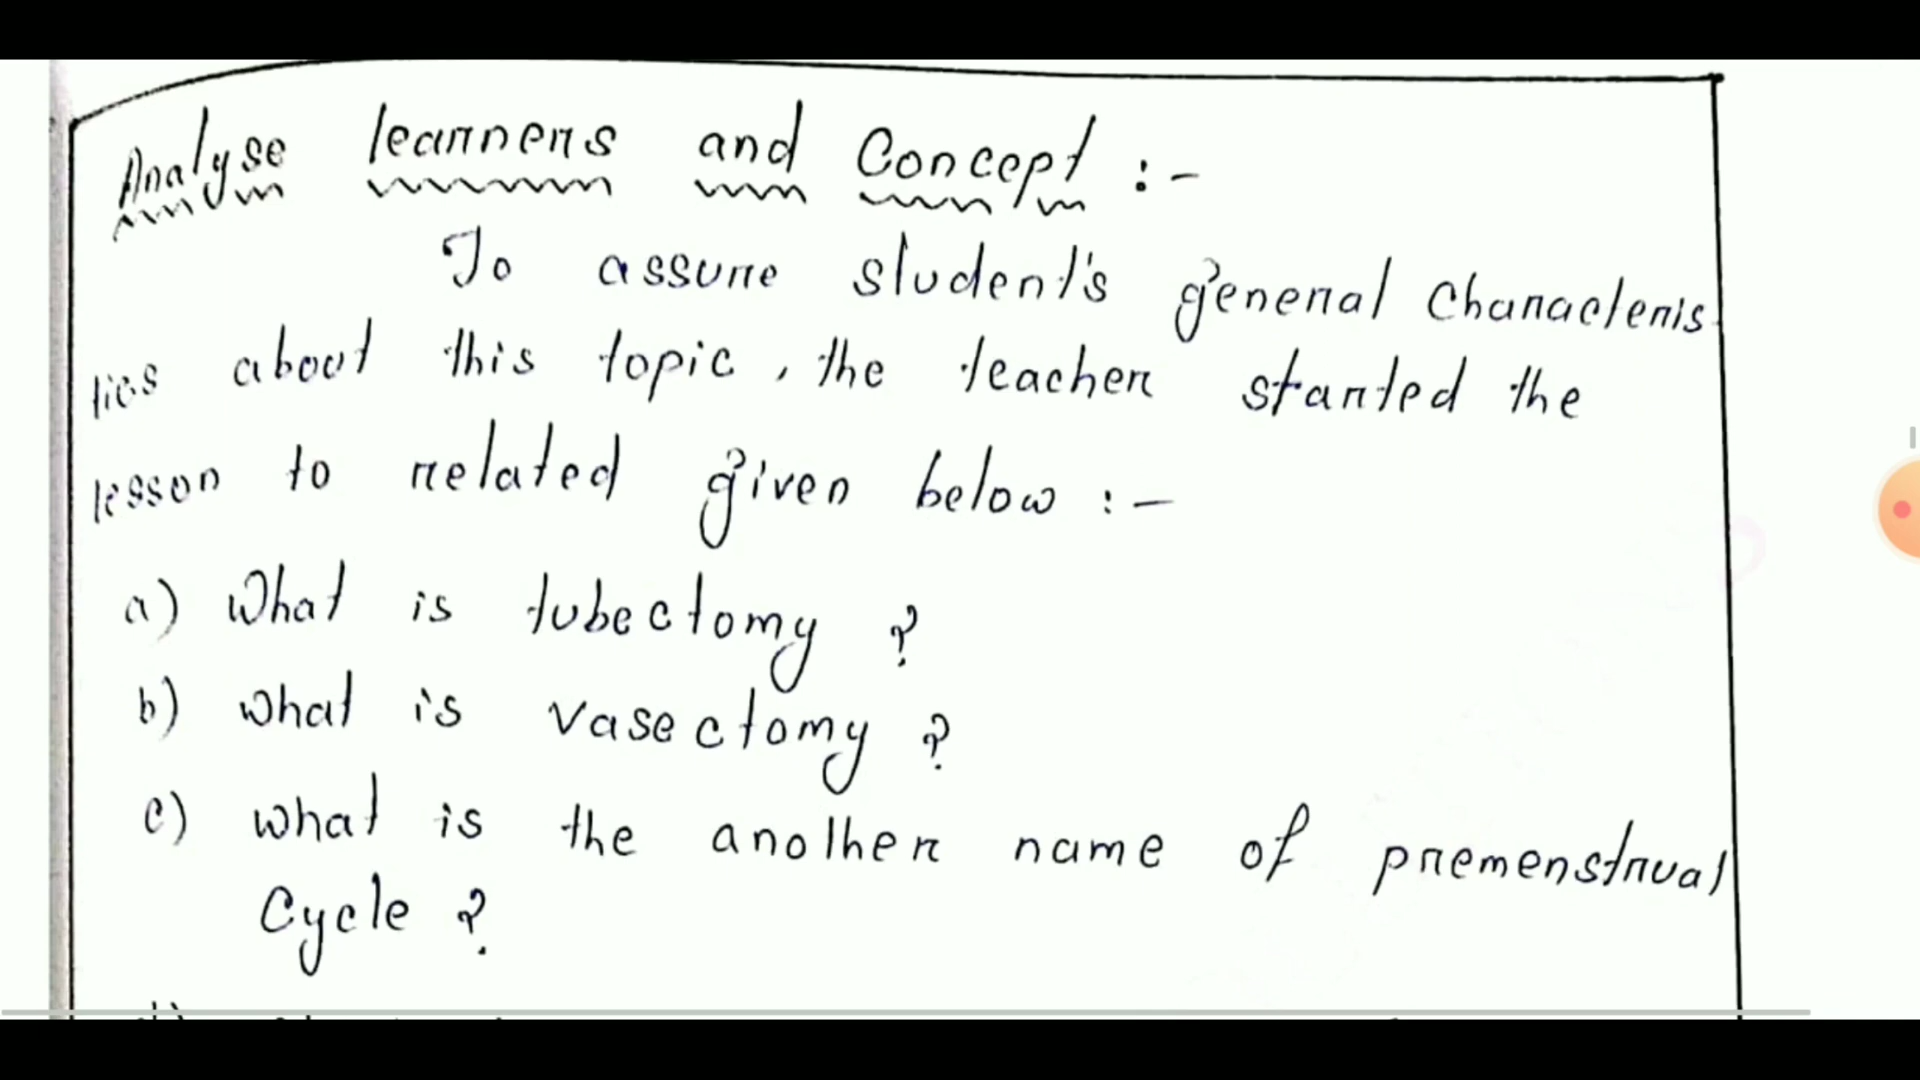 Analyse learners and Concept :-
To assure student's general Characteris
tics about this topic, the teacher started the
lesson to related given below :-
a) What is tubectomy ?
b) what is vasectomy ?
c) what is the another name of premenstrual
Cycle ?